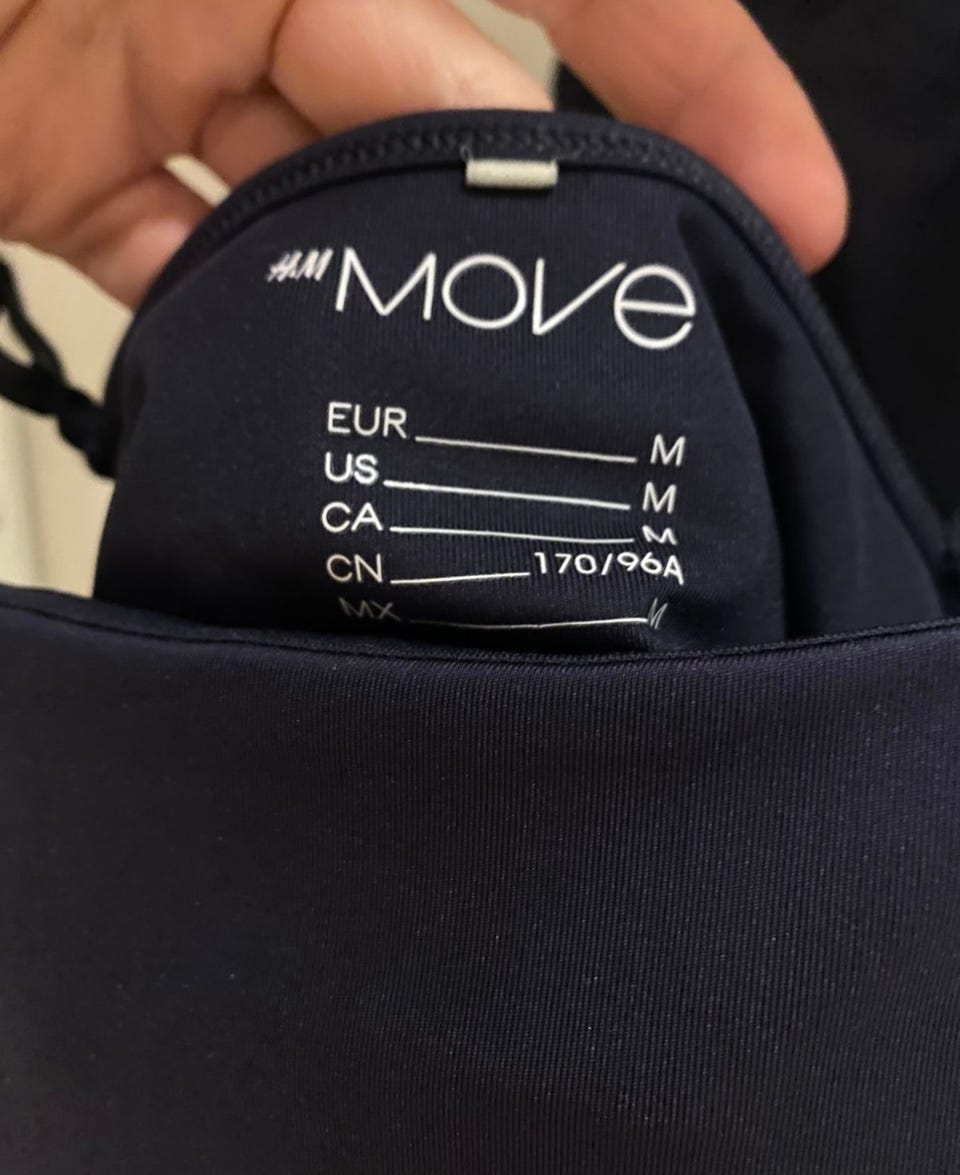 H&M MOVE
EUR M
US M
CA M
CN 170/96A
MX M